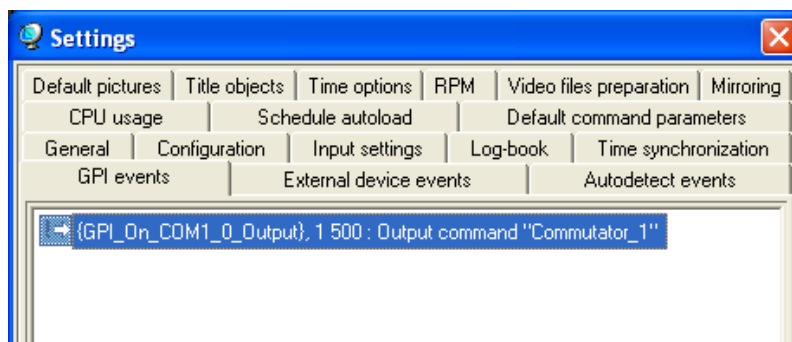 Settings
Default pictures Title objects Time options RPM Video files preparation Mirroring
CPU usage Schedule autoload Default command parameters
General Configuration Input settings Log-book Time synchronization
GPI events External device events Autodetect events
{GPI_On_COM1_0_Output}, 1 500 : Output command "Commutator_1"